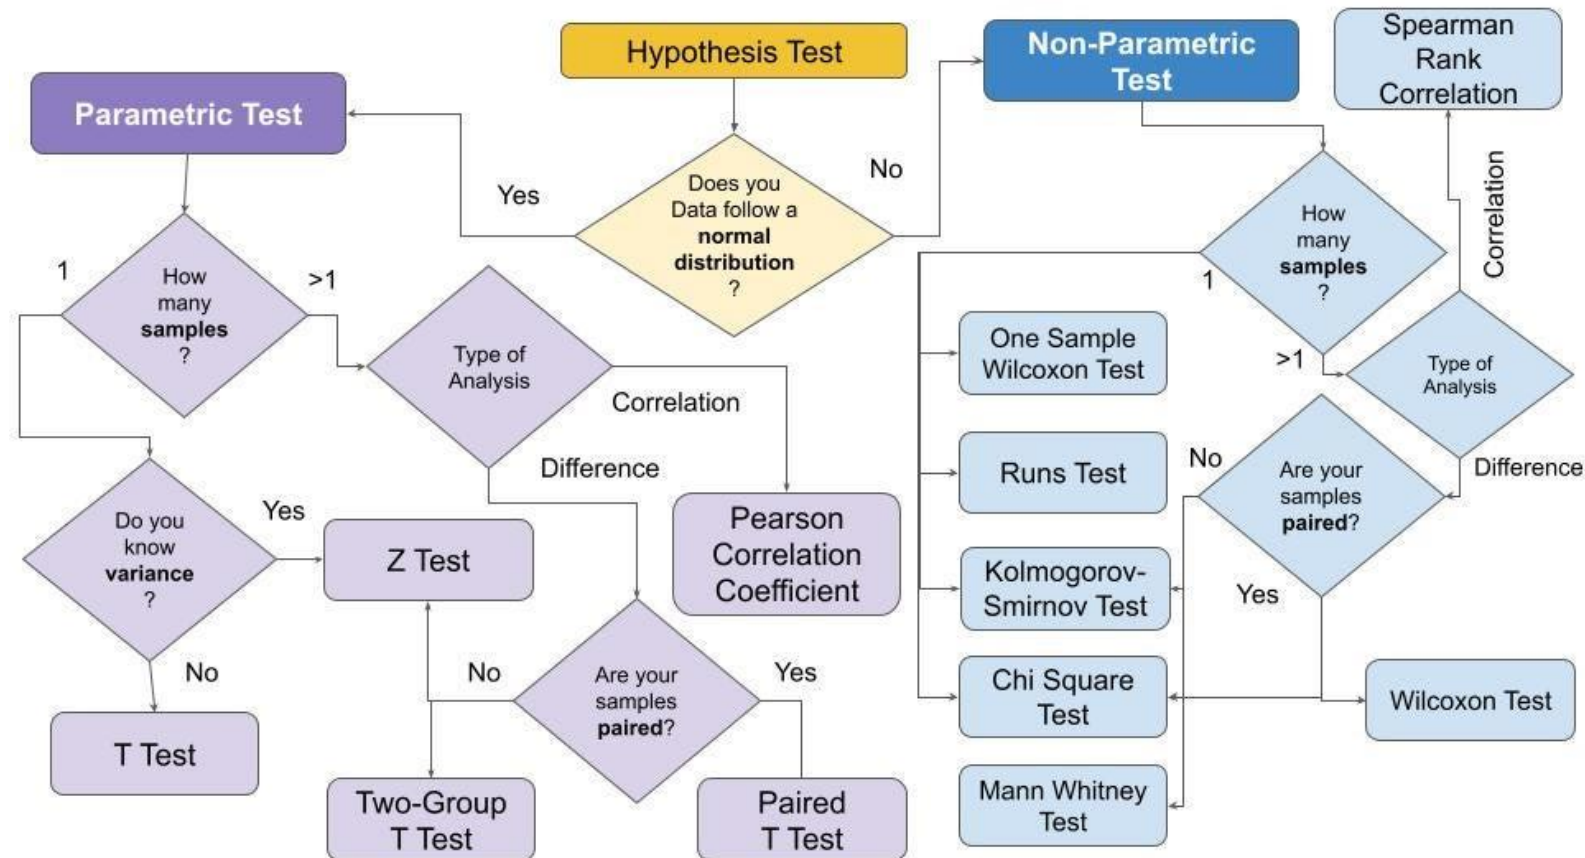 Hypothesis Test
Non-Parametric
Test
Spearman
Rank
Correlation
Parametric Test
Does you
Data follow a
normal
distribution
?
Yes
No
How
many
samples
?
1
>1
Type of
Analysis
Correlation
Difference
Do you
know
variance
?
Yes
No
Z Test
T Test
Pearson
Correlation
Coefficient
Are your
samples
paired?
No
Yes
Two-Group
T Test
Paired
T Test
How
many
samples
?
1
>1
Type of
Analysis
Correlation
Difference
Are your
samples
paired?
No
Yes
One Sample
Wilcoxon Test
Runs Test
Kolmogorov-
Smirnov Test
Chi Square
Test
Mann Whitney
Test
Wilcoxon Test